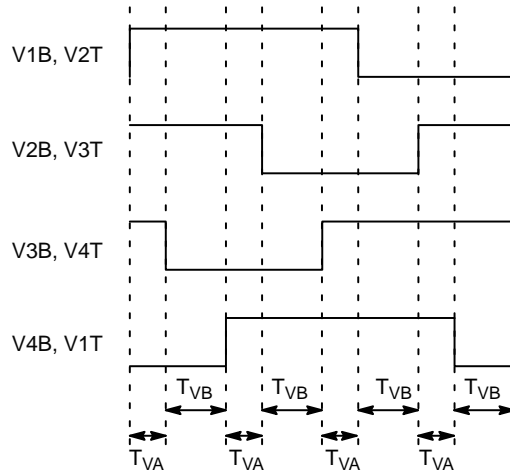 V1B, V2T
V2B, V3T
V3B, V4T
V4B, V1T
TVB TVB TVB TVB
TVA TVA TVA TVA